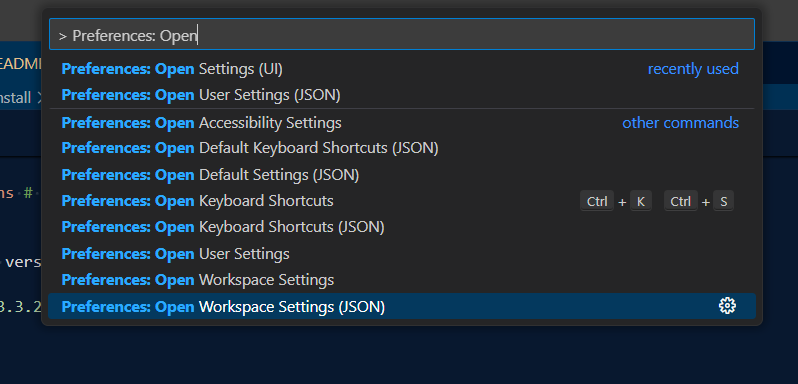 > Preferences: Open
EADME
Preferences: Open Settings (UI) recently used
nstall >
Preferences: Open User Settings (JSON)
Preferences: Open Accessibility Settings other commands
Preferences: Open Default Keyboard Shortcuts (JSON)
Preferences: Open Default Settings (JSON)
ns #
Preferences: Open Keyboard Shortcuts Ctrl + K Ctrl + S
Preferences: Open Keyboard Shortcuts (JSON)
vers
Preferences: Open User Settings
Preferences: Open Workspace Settings
3.3.2
Preferences: Open Workspace Settings (JSON)